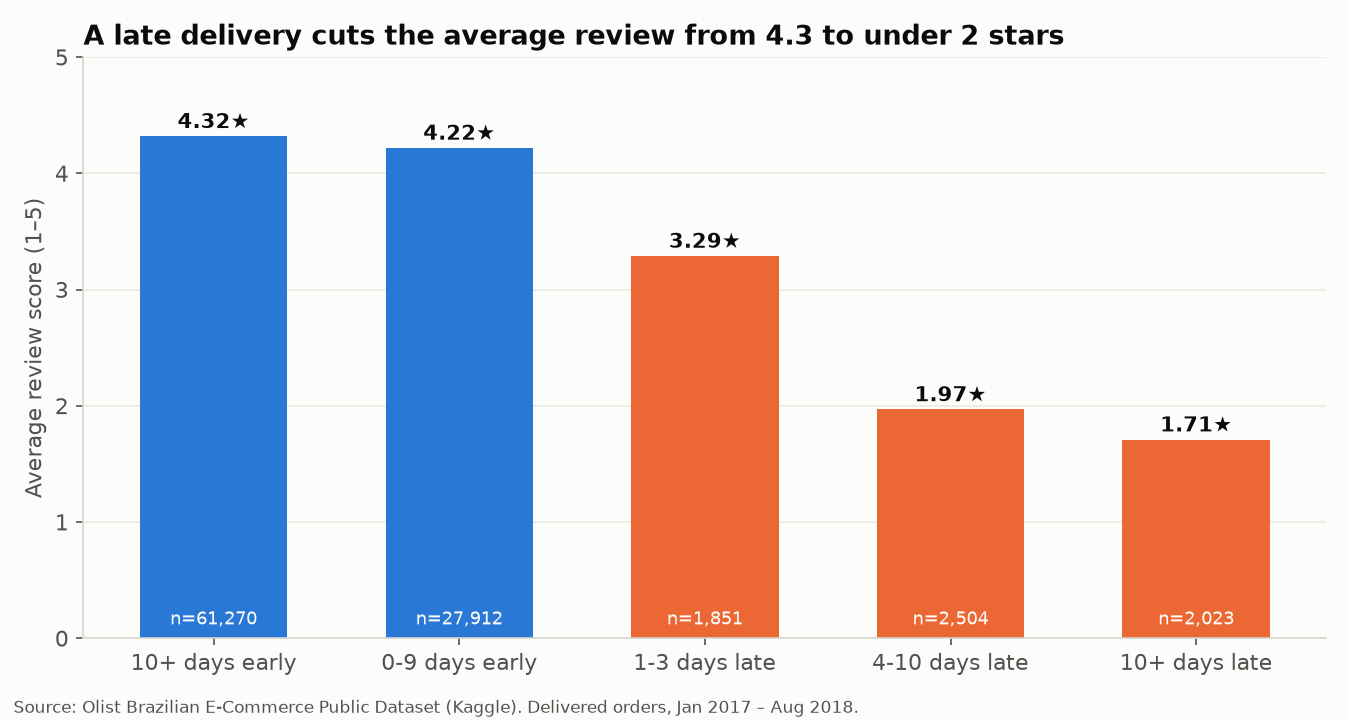 A late delivery cuts the average review from 4.3 to under 2 stars
Average review score (1–5)
5
4
3
2
1
0
4.32★
4.22★
3.29★
1.97★
1.71★
n=61,270
n=27,912
n=1,851
n=2,504
n=2,023
10+ days early
0-9 days early
1-3 days late
4-10 days late
10+ days late
Source: Olist Brazilian E-Commerce Public Dataset (Kaggle). Delivered orders, Jan 2017 – Aug 2018.